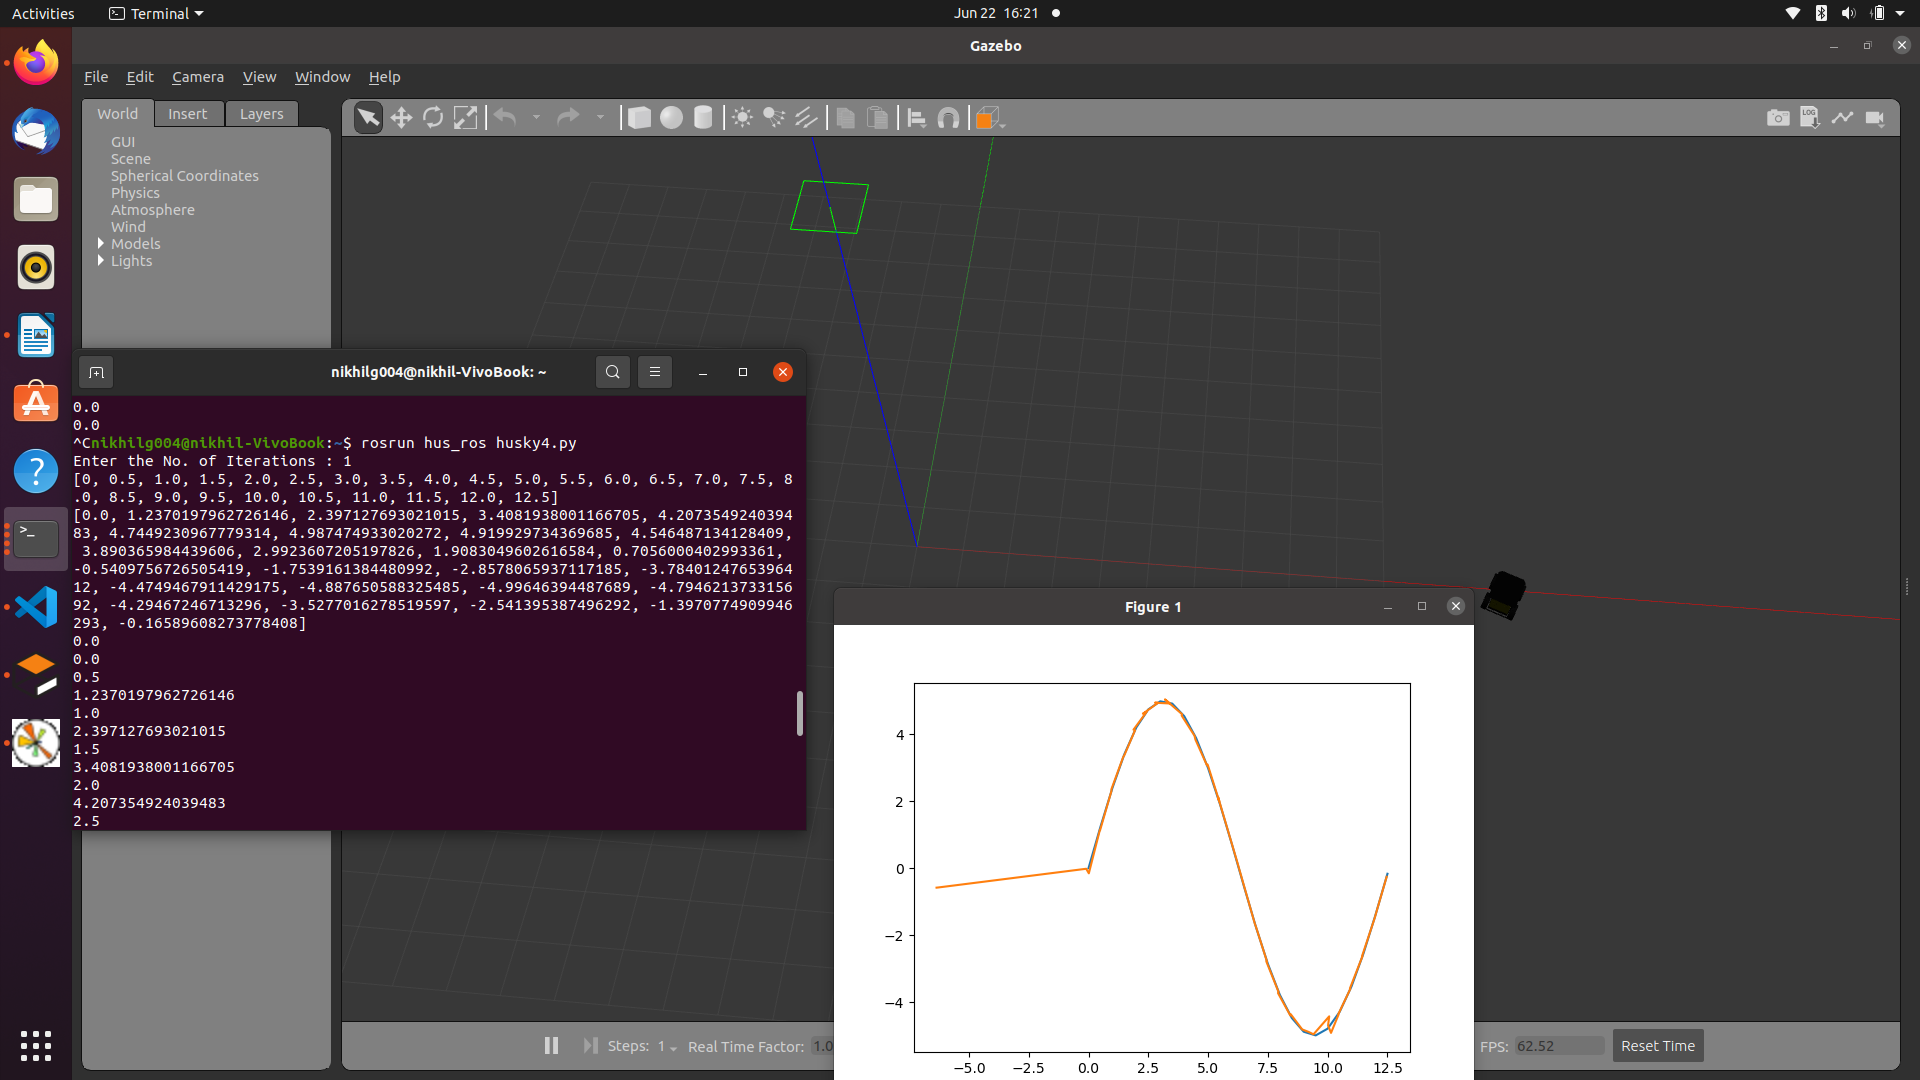 Activities
Terminal
Jun 22 16:21
Gazebo
File Edit Camera View Window Help
World Insert Layers
GUI
Scene
Spherical Coordinates
Physics
Atmosphere
Wind
Models
Lights
LOG
nikhilg004@nikhil-VivoBook: ~
0.0
0.0
^Cnikhilg004@nikhil-VivoBook:~$ rosrun hus_ros husky4.py
Enter the No. of Iterations : 1
[0, 0.5, 1.0, 1.5, 2.0, 2.5, 3.0, 3.5, 4.0, 4.5, 5.0, 5.5, 6.0, 6.5, 7.0, 7.5, 8
.0, 8.5, 9.0, 9.5, 10.0, 10.5, 11.0, 11.5, 12.0, 12.5]
[0.0, 1.2370197962726146, 2.397127693021015, 3.4081938001166705, 4.2073549240394
83, 4.7449230967779314, 4.987474933020272, 4.919929734369685, 4.546487134128409,
3.890365984439606, 2.9923607205197826, 1.9083049602616584, 0.7056000402993361,
-0.5409756726505419, -1.7539161384480992, -2.8578065937117185, -3.78401247653964
12, -4.4749467911429175, -4.887650588325485, -4.99646394487689, -4.7946213733156
92, -4.29467246713296, -3.5277016278519597, -2.541395387496292, -1.3970774909946
293, -0.16589608273778408]
0.0
0.0
0.5
1.2370197962726146
1.0
2.397127693021015
1.5
3.4081938001166705
2.0
4.207354924039483
2.5
Figure 1
4
2
0
−2
−4
−5.0 −2.5 0.0 2.5 5.0 7.5 10.0 12.5
Steps: 1 Real Time Factor: 1.0
FPS: 62.52 Reset Time